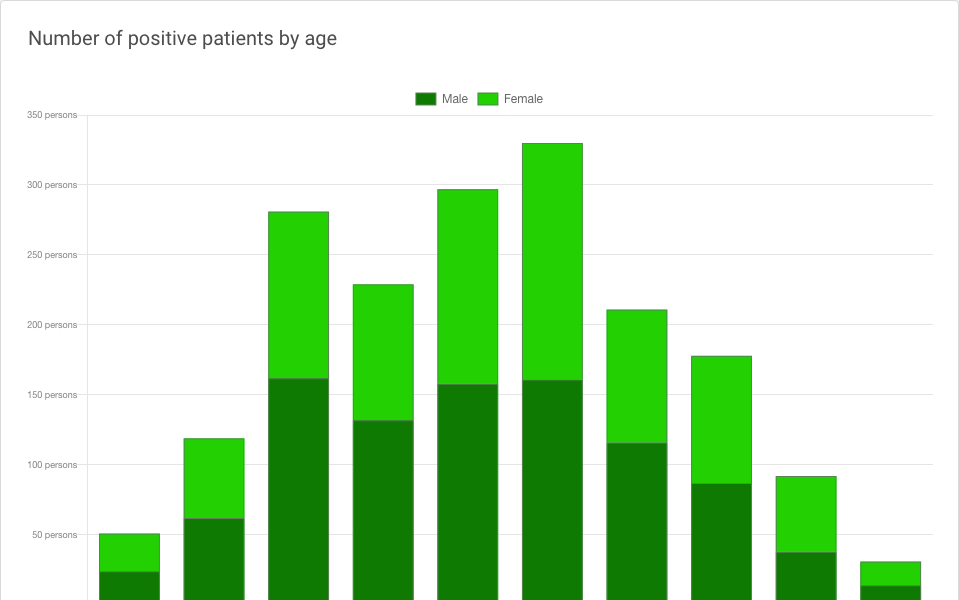 Number of positive patients by age
Male Female
350 persons
300 persons
250 persons
200 persons
150 persons
100 persons
50 persons